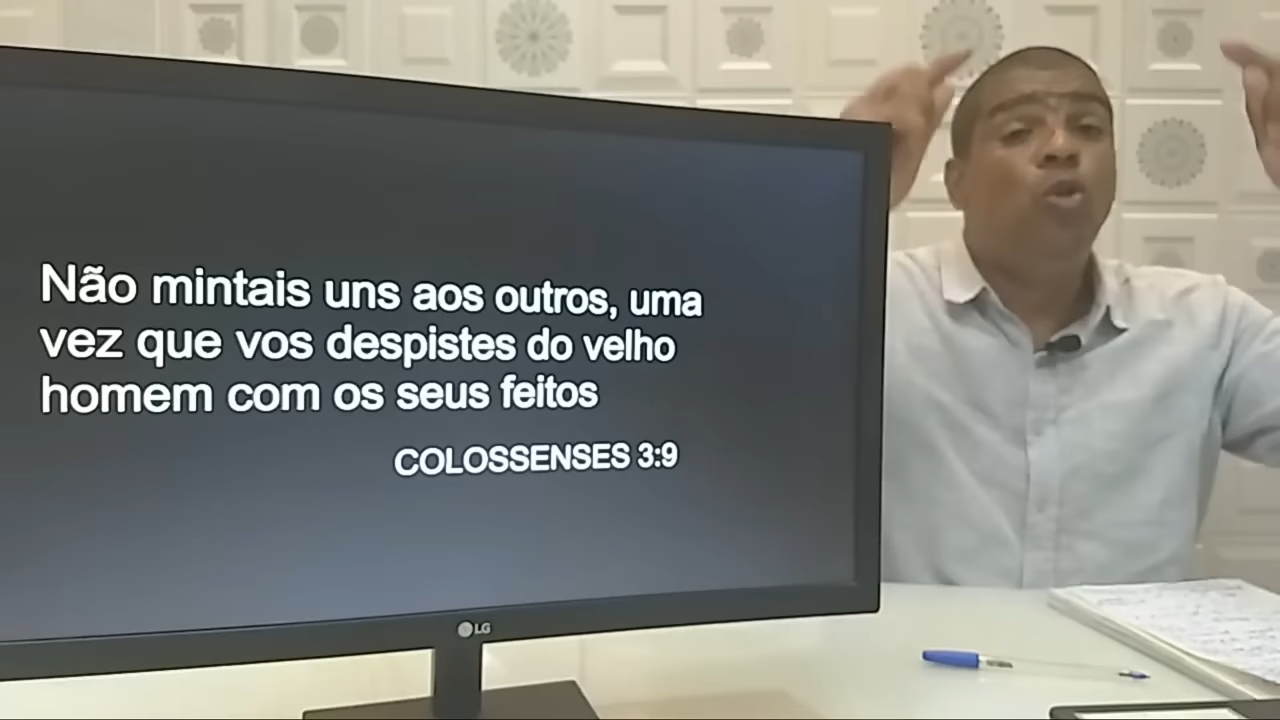 Não mintais uns aos outros, uma
vez que vos despistes do velho
homem com os seus feitos
COLOSSENSES 3:9
LG